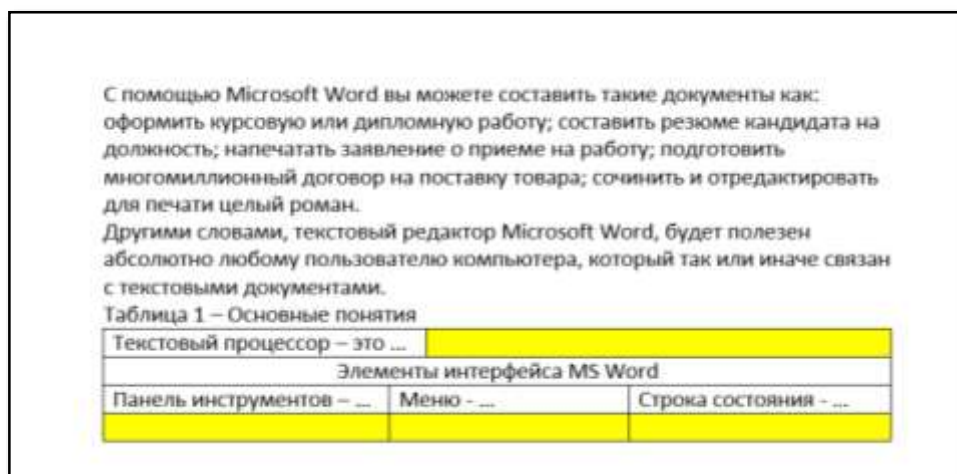 С помощью Microsoft Word вы можете составить такие документы как:
оформить курсовую или дипломную работу; составить резюме кандидата на
должность; напечатать заявление о приеме на работу; подготовить
многомиллионный договор на поставку товара; сочинить и отредактировать
для печати целый роман.
Другими словами, текстовый редактор Microsoft Word, будет полезен
абсолютно любому пользователю компьютера, который так или иначе связан
с текстовыми документами.
Таблица 1 – Основные понятия
Текстовый процессор – это ...
Элементы интерфейса MS Word
Панель инструментов – ... Меню - ... Строка состояния - ...